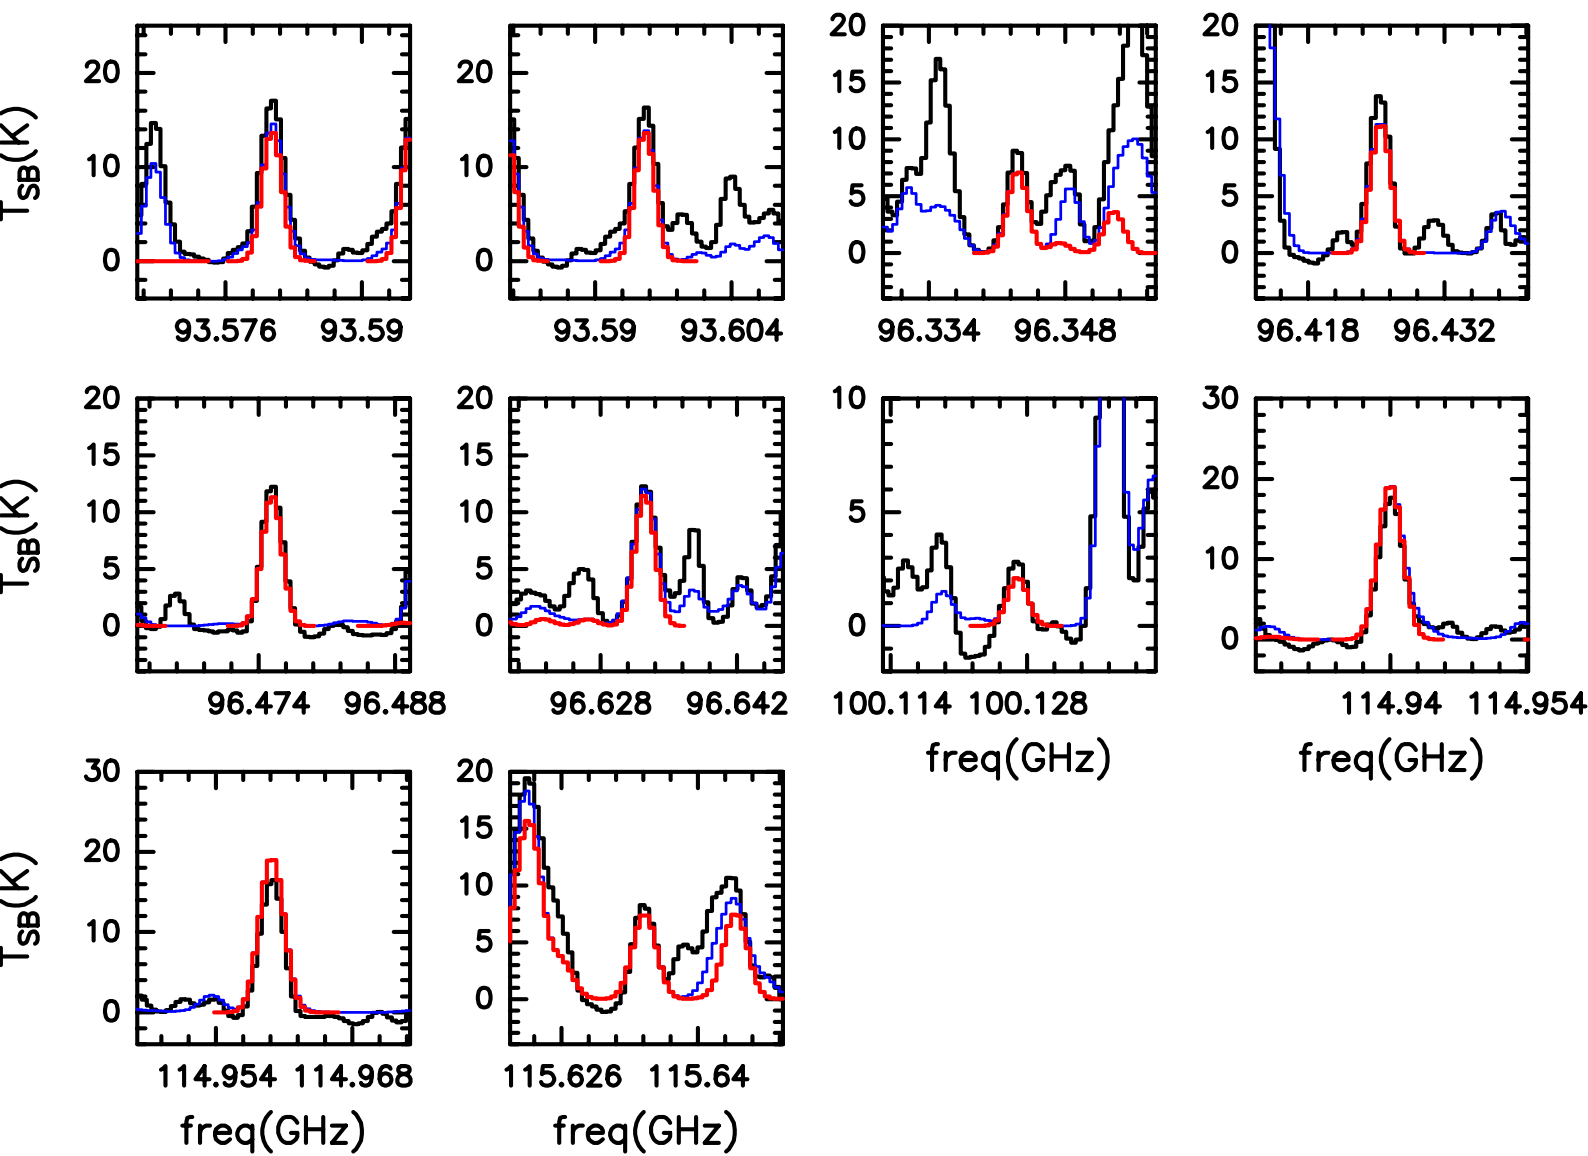 20 10 0 T_SB(K) 93.576 93.59
20 10 0 93.59 93.604
20 15 10 5 0 96.334 96.348
20 15 10 5 0 96.418 96.432
20 15 10 5 0 T_SB(K) 96.474 96.488
20 15 10 5 0 96.628 96.642
10 5 0 100.114 100.128 freq(GHz)
30 20 10 0 114.94 114.954 freq(GHz)
30 20 10 0 T_SB(K) 114.954 114.968 freq(GHz)
20 15 10 5 0 115.626 115.64 freq(GHz)